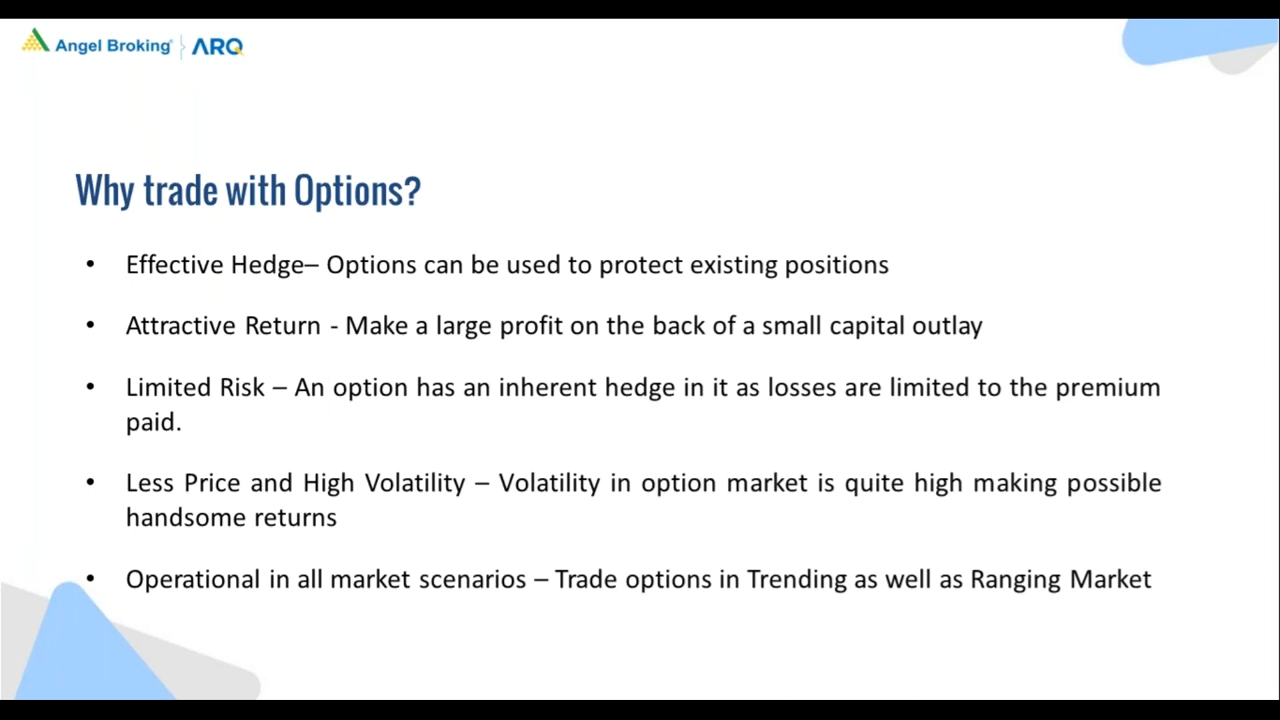 Angel Broking ARQ
Why trade with Options?
• Effective Hedge– Options can be used to protect existing positions
• Attractive Return - Make a large profit on the back of a small capital outlay
• Limited Risk – An option has an inherent hedge in it as losses are limited to the premium
paid.
• Less Price and High Volatility – Volatility in option market is quite high making possible
handsome returns
• Operational in all market scenarios – Trade options in Trending as well as Ranging Market